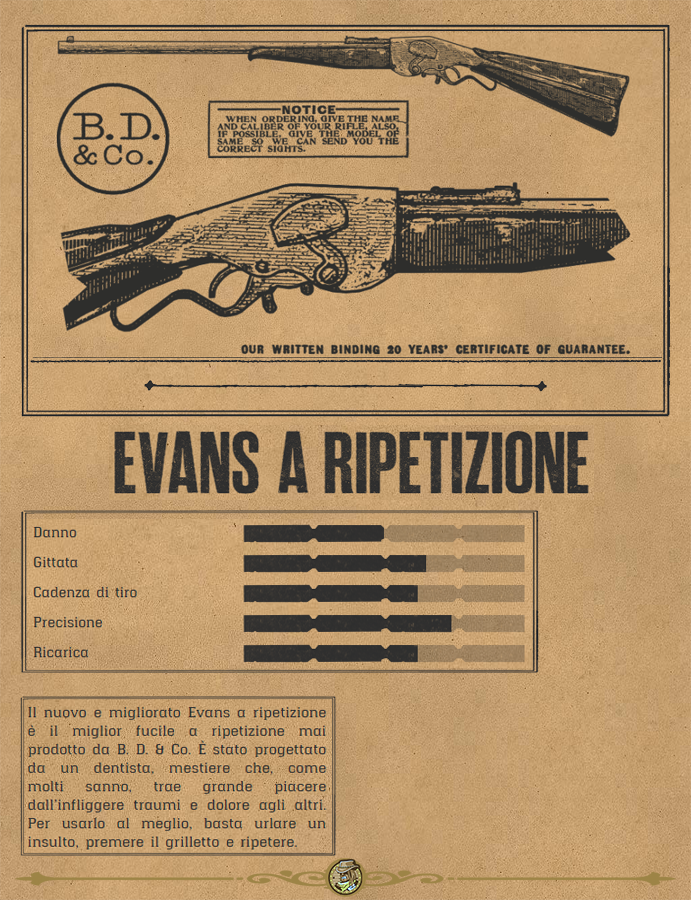 B. D.
& Co.
NOTICE
WHEN ORDERING, GIVE THE NAME
AND CALIBER OF YOUR RIFLE, ALSO,
IF POSSIBLE, GIVE THE MODEL OF
SAME SO WE CAN SEND YOU THE
CORRECT SIGHTS.
OUR WRITTEN BINDING 20 YEARS' CERTIFICATE OF GUARANTEE.
EVANS A RIPETIZIONE
Danno
Gittata
Cadenza di tiro
Precisione
Ricarica
Il nuovo e migliorato Evans a ripetizione
è il miglior fucile a ripetizione mai
prodotto da B. D. & Co. È stato progettato
da un dentista, mestiere che, come
molti sanno, trae grande piacere
dall'infliggere traumi e dolore agli altri.
Per usarlo al meglio, basta urlare un
insulto, premere il grilletto e ripetere.